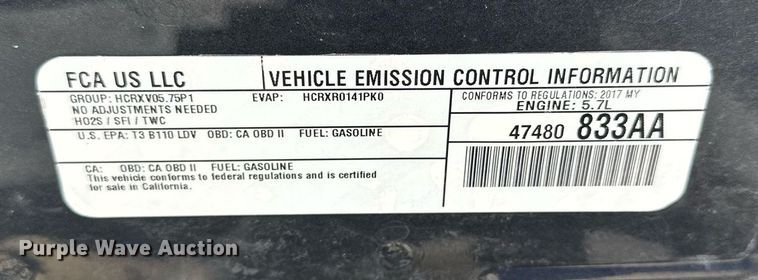 FCA US LLC
VEHICLE EMISSION CONTROL INFORMATION
GROUP: HCRXV05.75P1
EVAP: HCRXR0141PK0
NO ADJUSTMENTS NEEDED
HO2S / SFI / TWC
CONFORMS TO REGULATIONS: 2017 MY
ENGINE: 5.7L
U.S. EPA: T3 B110 LDV OBD: CA OBD II FUEL: GASOLINE
47480 833AA
CA: OBD: CA OBD II FUEL: GASOLINE
This vehicle conforms to federal regulations and is certified
for sale in California.
Purple Wave Auction